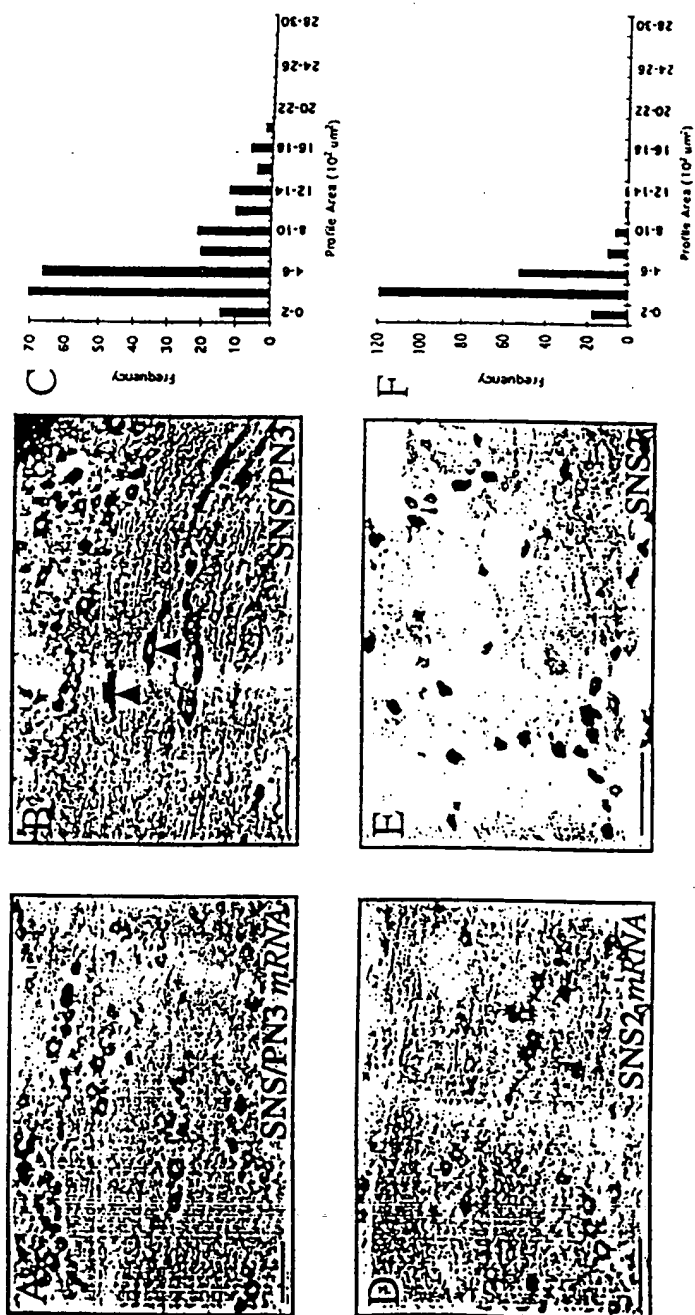 A
SNS/PN3 mRNA
B
SNS/PN3
C
Frequency
70
60
50
40
30
20
10
0
0-2 4-6 8-10 12-14 16-18 20-22 24-26 28-30
Profile Area (10² um²)
D
SNS2 mRNA
E
F
Frequency
120
100
80
60
40
20
0
0-2 4-6 8-10 12-14 16-18 20-22 24-26 28-30
Profile Area (10² um²)